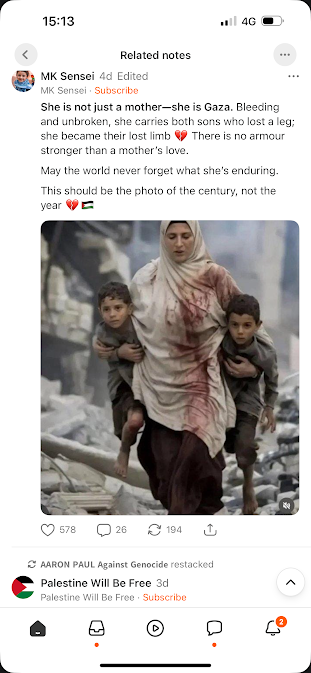 15:13
4G
Related notes
MK Sensei 4d Edited
MK Sensei · Subscribe
She is not just a mother—she is Gaza. Bleeding
and unbroken, she carries both sons who lost a leg;
she became their lost limb 💔 There is no armour
stronger than a mother's love.
May the world never forget what she's enduring.
This should be the photo of the century, not the
year 💔🇵🇸
578 26 194
AARON PAUL Against Genocide restacked
Palestine Will Be Free 3d
Palestine Will Be Free · Subscribe
2